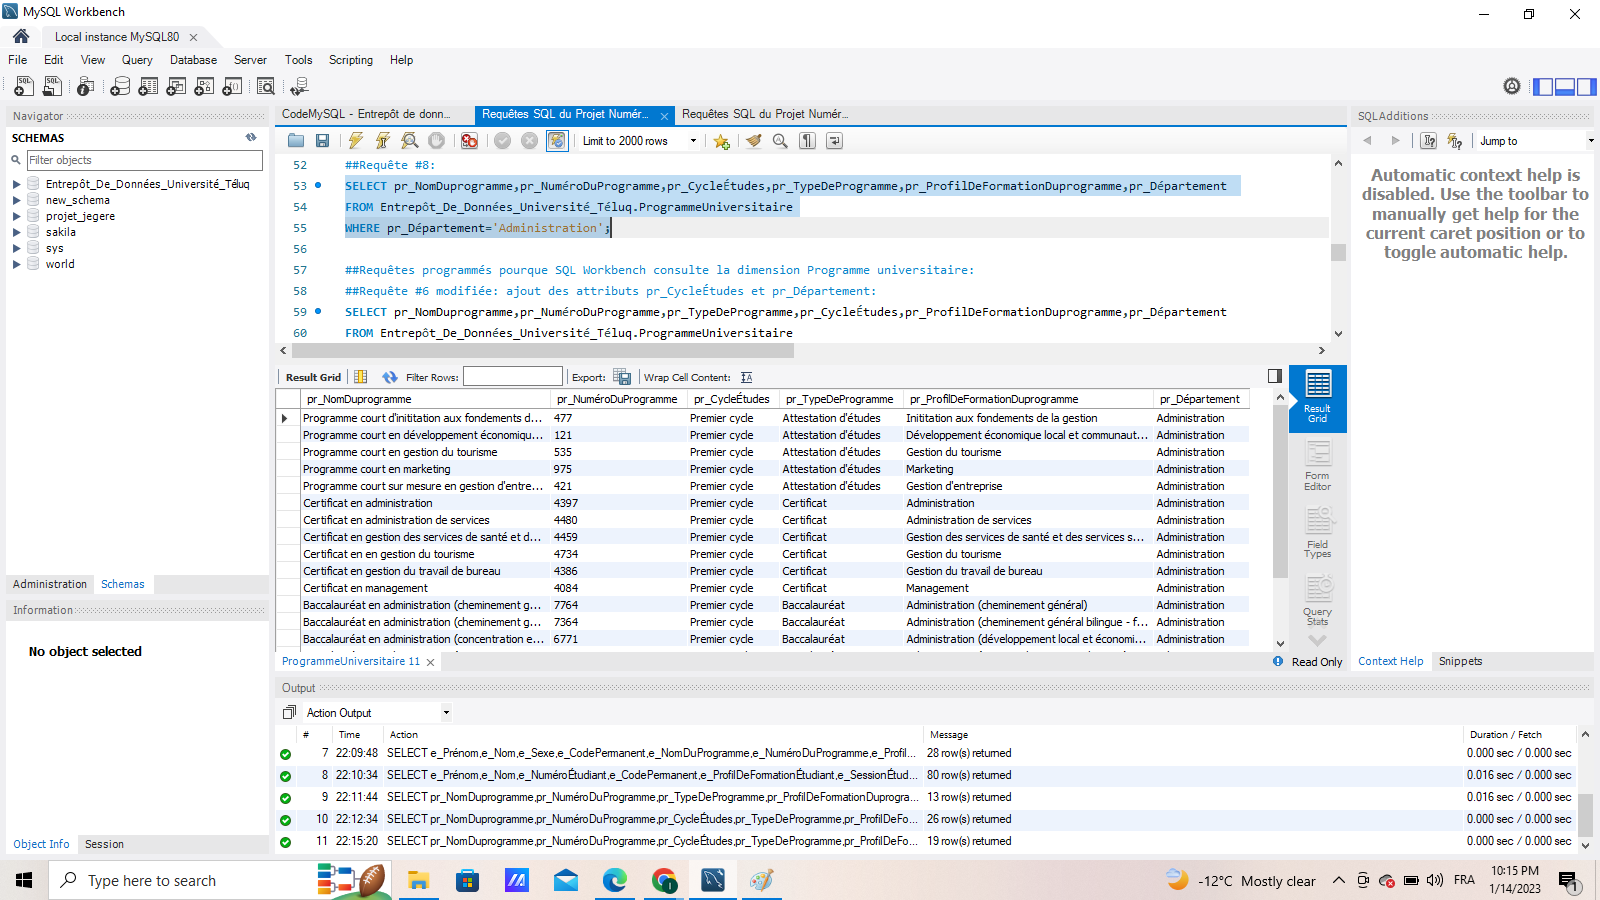 MySQL Workbench
Local instance MySQL80
File Edit View Query Database Server Tools Scripting Help
Navigator
SCHEMAS
Filter objects
Entrepôt_De_Données_Université_Téluq
new_schema
projet_jegere
sakila
sys
world
Administration Schemas
Information
No object selected
Object Info Session
CodeMySQL - Entrepôt de donn... Requêtes SQL du Projet Numér... Requêtes SQL du Projet Numér...
Limit to 2000 rows
52 ##Requête #8:
53 SELECT pr_NomDuprogramme,pr_NuméroDuProgramme,pr_CycleÉtudes,pr_TypeDeProgramme,pr_ProfilDeFormationDuprogramme,pr_Département
54 FROM Entrepôt_De_Données_Université_Téluq.ProgrammeUniversitaire
55 WHERE pr_Département='Administration';
56
57 ##Requêtes programmés pourque SQL Workbench consulte la dimension Programme universitaire:
58 ##Requête #6 modifiée: ajout des attributs pr_CycleÉtudes et pr_Département:
59 SELECT pr_NomDuprogramme,pr_NuméroDuProgramme,pr_TypeDeProgramme,pr_CycleÉtudes,pr_ProfilDeFormationDuprogramme,pr_Département
60 FROM Entrepôt_De_Données_Université_Téluq.ProgrammeUniversitaire
Result Grid Filter Rows: Export: Wrap Cell Content:
pr_NomDuprogramme pr_NuméroDuProgramme pr_CycleÉtudes pr_TypeDeProgramme pr_ProfilDeFormationDuprogramme pr_Département
Programme court d'inititation aux fondements d... 477 Premier cycle Attestation d'études Inititation aux fondements de la gestion Administration
Programme court en développement économiqu... 121 Premier cycle Attestation d'études Développement économique local et communaut... Administration
Programme court en gestion du tourisme 535 Premier cycle Attestation d'études Gestion du tourisme Administration
Programme court en marketing 975 Premier cycle Attestation d'études Marketing Administration
Programme court sur mesure en gestion d'entre... 421 Premier cycle Attestation d'études Gestion d'entreprise Administration
Certificat en administration 4397 Premier cycle Certificat Administration Administration
Certificat en administration de services 4480 Premier cycle Certificat Administration de services Administration
Certificat en gestion des services de santé et d... 4459 Premier cycle Certificat Gestion des services de santé et des services s... Administration
Certificat en en gestion du tourisme 4734 Premier cycle Certificat Gestion du tourisme Administration
Certificat en gestion du travail de bureau 4386 Premier cycle Certificat Gestion du travail de bureau Administration
Certificat en management 4084 Premier cycle Certificat Management Administration
Baccalauréat en administration (cheminement g... 7764 Premier cycle Baccalauréat Administration (cheminement général) Administration
Baccalauréat en administration (cheminement g... 7364 Premier cycle Baccalauréat Administration (cheminement général bilingue - f... Administration
Baccalauréat en administration (concentration e... 6771 Premier cycle Baccalauréat Administration (développement local et économi... Administration
Result Grid
Form Editor
Field Types
Query Stats
ProgrammeUniversitaire 11
Read Only
SQLAdditions
Jump to
Automatic context help is
disabled. Use the toolbar to
manually get help for the
current caret position or to
toggle automatic help.
Context Help Snippets
Output
Action Output
# Time Action Message Duration / Fetch
7 22:09:48 SELECT e_Prénom,e_Nom,e_Sexe,e_CodePermanent,e_NomDuProgramme,e_NuméroDuProgramme,e_Profil... 28 row(s) returned 0.000 sec / 0.000 sec
8 22:10:34 SELECT e_Prénom,e_Nom,e_NuméroÉtudiant,e_CodePermanent,e_ProfilDeFormationÉtudiant,e_SessionÉtud... 80 row(s) returned 0.016 sec / 0.000 sec
9 22:11:44 SELECT pr_NomDuprogramme,pr_NuméroDuProgramme,pr_TypeDeProgramme,pr_ProfilDeFormationDuprogra... 13 row(s) returned 0.016 sec / 0.000 sec
10 22:12:34 SELECT pr_NomDuprogramme,pr_NuméroDuProgramme,pr_CycleÉtudes,pr_TypeDeProgramme,pr_ProfilDeFo... 26 row(s) returned 0.000 sec / 0.000 sec
11 22:15:20 SELECT pr_NomDuprogramme,pr_NuméroDuProgramme,pr_CycleÉtudes,pr_TypeDeProgramme,pr_ProfilDeFo... 19 row(s) returned 0.000 sec / 0.000 sec
Type here to search
-12°C Mostly clear
FRA
10:15 PM
1/14/2023
1